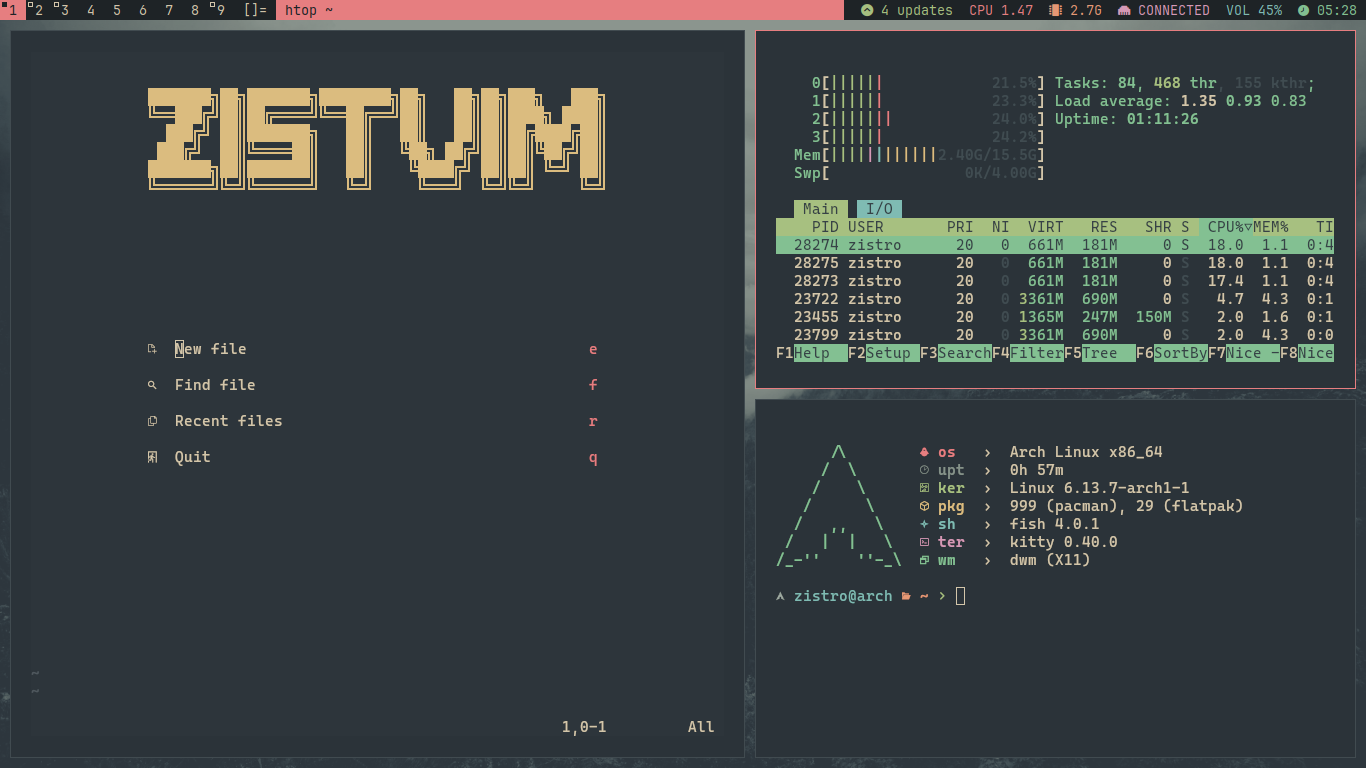 1 2 3 4 5 6 7 8 9 []= htop ~ 4 updates CPU 1.47 2.7G CONNECTED VOL 45% 05:28
ZISTVIM
New file e
Find file f
Recent files r
Quit q
~
~
1,0-1 All
0[|||||| 21.5%] Tasks: 84, 468 thr, 155 kthr;
1[|||||| 23.3%] Load average: 1.35 0.93 0.83
2[||||||| 24.0%] Uptime: 01:11:26
3[|||||| 24.2%]
Mem[||||||||||||2.40G/15.5G]
Swp[ 0K/4.00G]
Main I/O
PID USER PRI NI VIRT RES SHR S CPU%▽MEM% TI
28274 zistro 20 0 661M 181M 0 S 18.0 1.1 0:4
28275 zistro 20 0 661M 181M 0 S 18.0 1.1 0:4
28273 zistro 20 0 661M 181M 0 S 17.4 1.1 0:4
23722 zistro 20 0 3361M 690M 0 S 4.7 4.3 0:1
23455 zistro 20 0 1365M 247M 150M S 2.0 1.6 0:1
23799 zistro 20 0 3361M 690M 0 S 2.0 4.3 0:0
F1Help F2Setup F3SearchF4FilterF5Tree F6SortByF7Nice -F8Nice
os › Arch Linux x86_64
upt › 0h 57m
ker › Linux 6.13.7-arch1-1
pkg › 999 (pacman), 29 (flatpak)
sh › fish 4.0.1
ter › kitty 0.40.0
wm › dwm (X11)
zistro@arch ~ ›